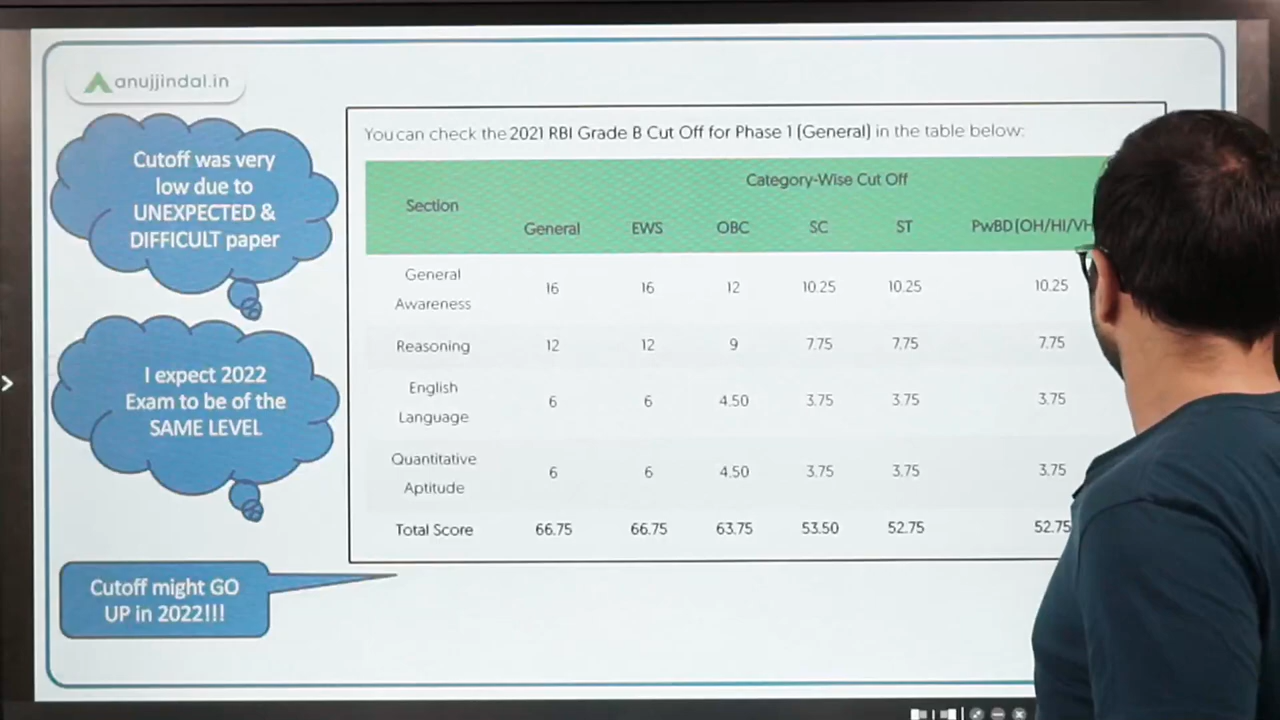 anujjindal.in
Cutoff was very
low due to
UNEXPECTED &
DIFFICULT paper
I expect 2022
Exam to be of the
SAME LEVEL
Cutoff might GO
UP in 2022!!!
You can check the 2021 RBI Grade B Cut Off for Phase 1 (General) in the table below:
Category-Wise Cut Off
Section
General EWS OBC SC ST PwBD (OH/HI/VH
General
Awareness
16 16 12 10.25 10.25 10.25
Reasoning 12 12 9 7.75 7.75 7.75
English
Language
6 6 4.50 3.75 3.75 3.75
Quantitative
Aptitude
6 6 4.50 3.75 3.75 3.75
Total Score 66.75 66.75 63.75 53.50 52.75 52.75